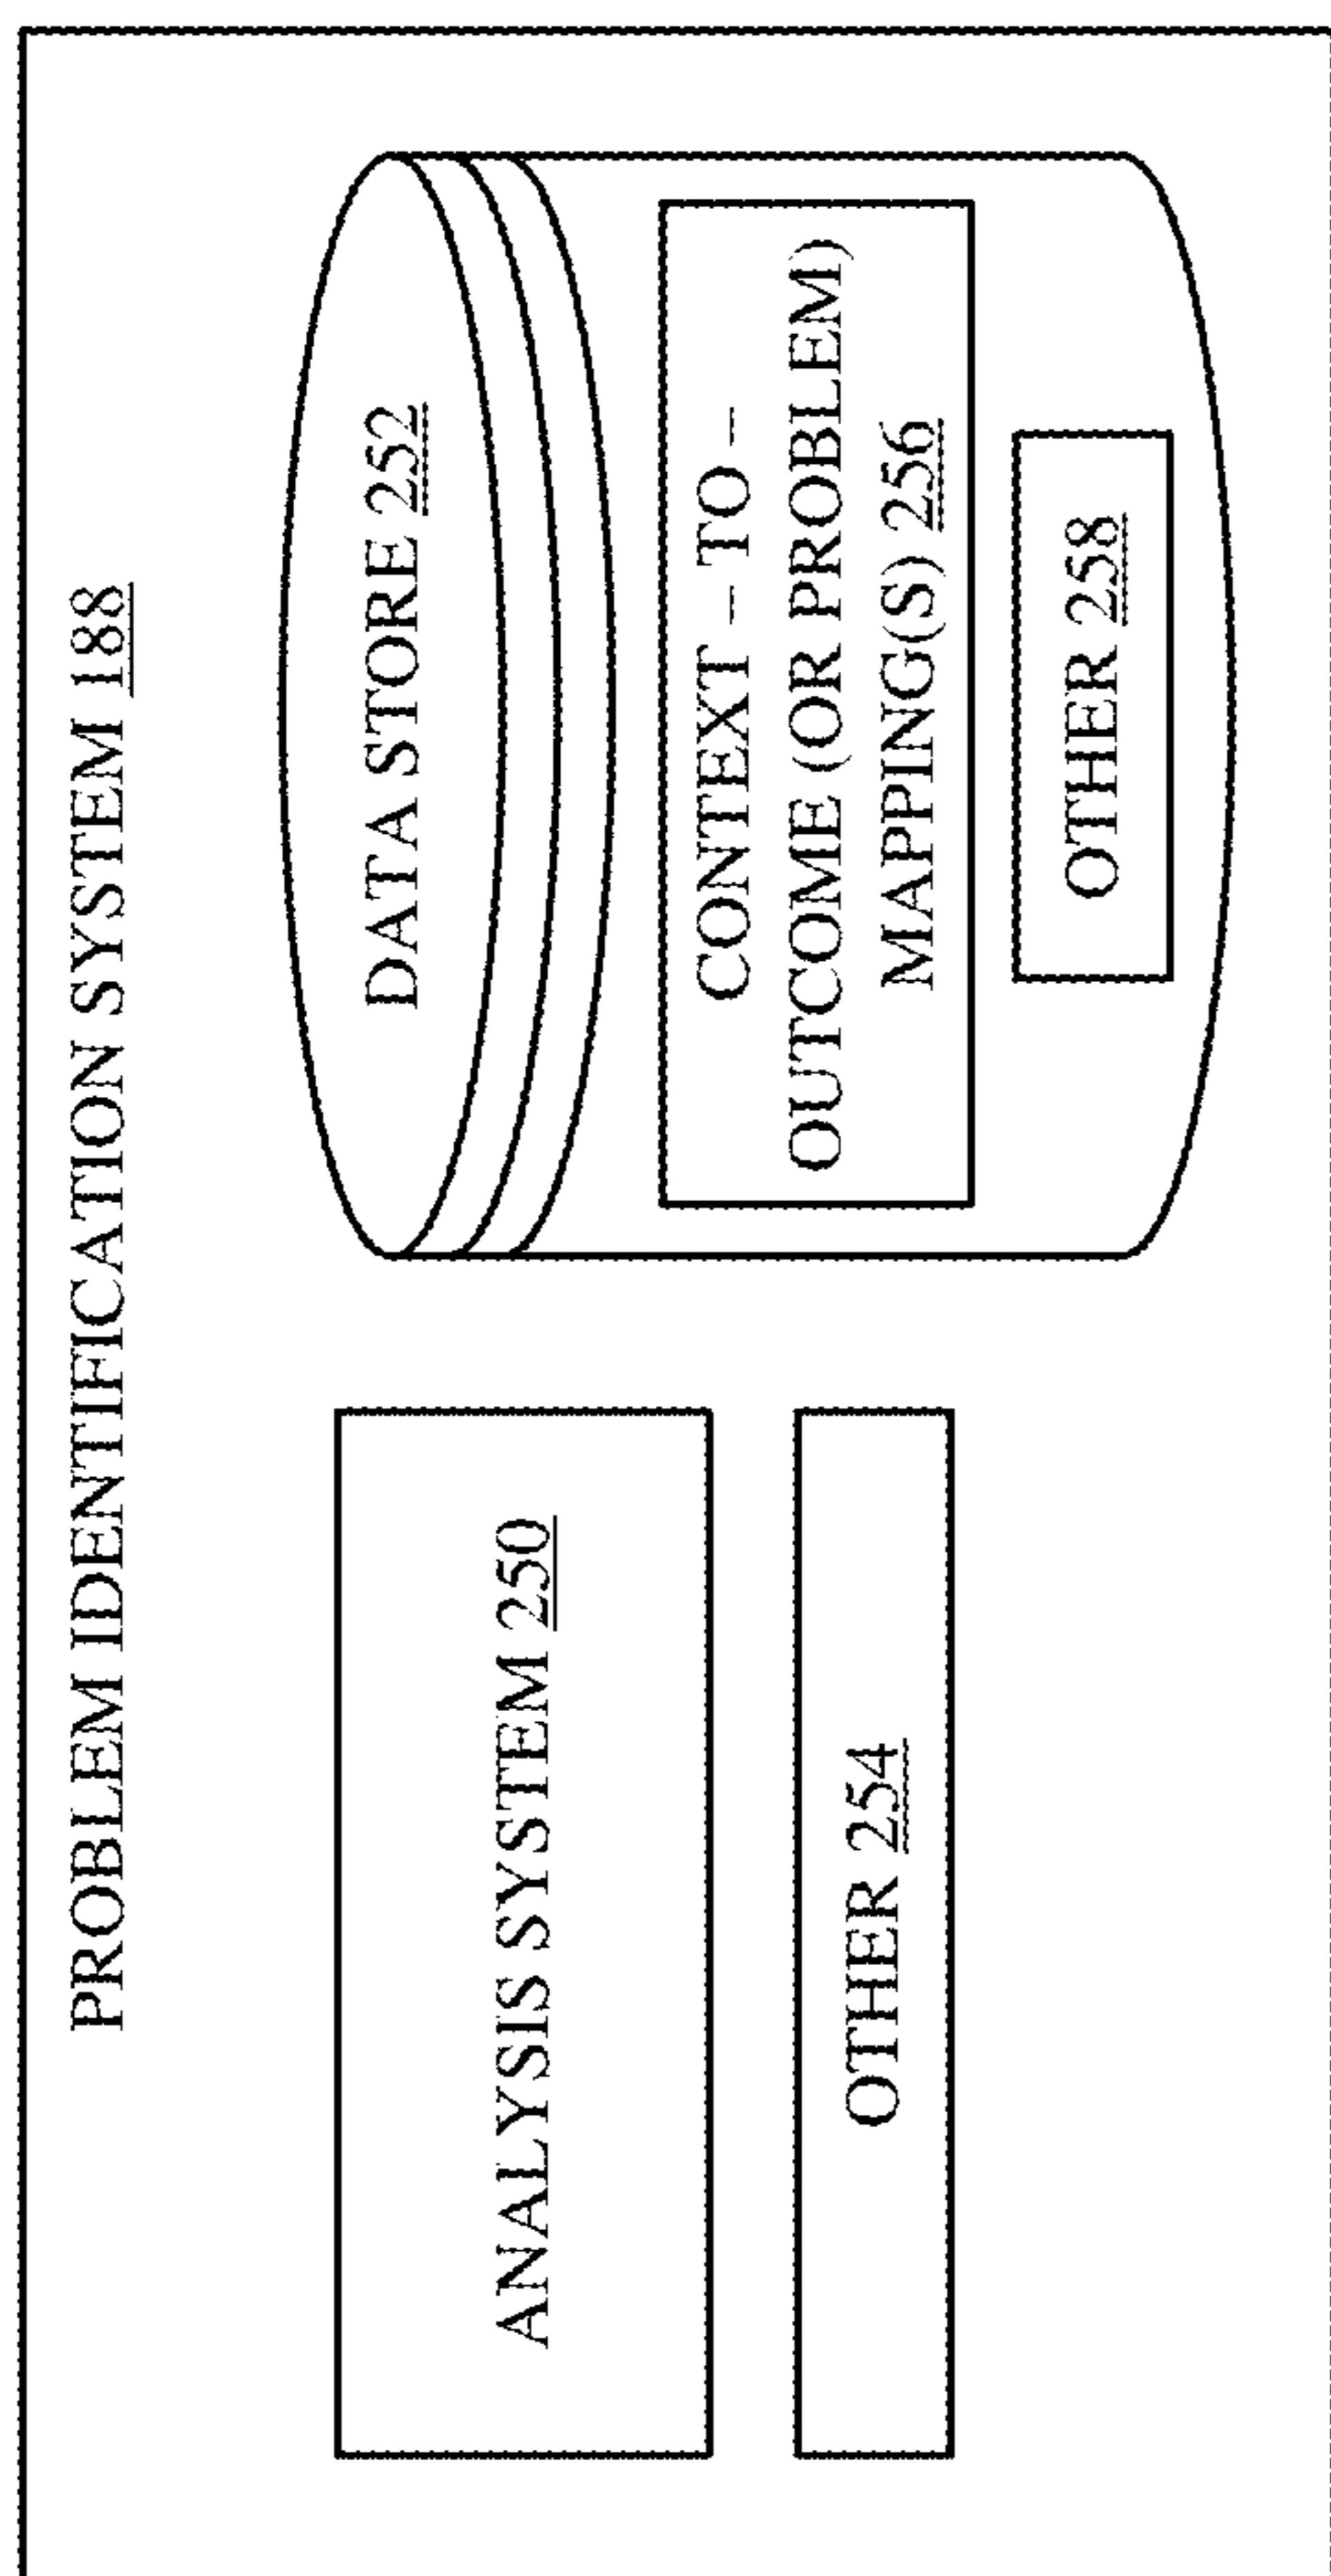 PROBLEM IDENTIFICATION SYSTEM 188
ANALYSIS SYSTEM 250
OTHER 254
DATA STORE 252
CONTEXT – TO –
OUTCOME (OR PROBLEM)
MAPPING(S) 256
OTHER 258